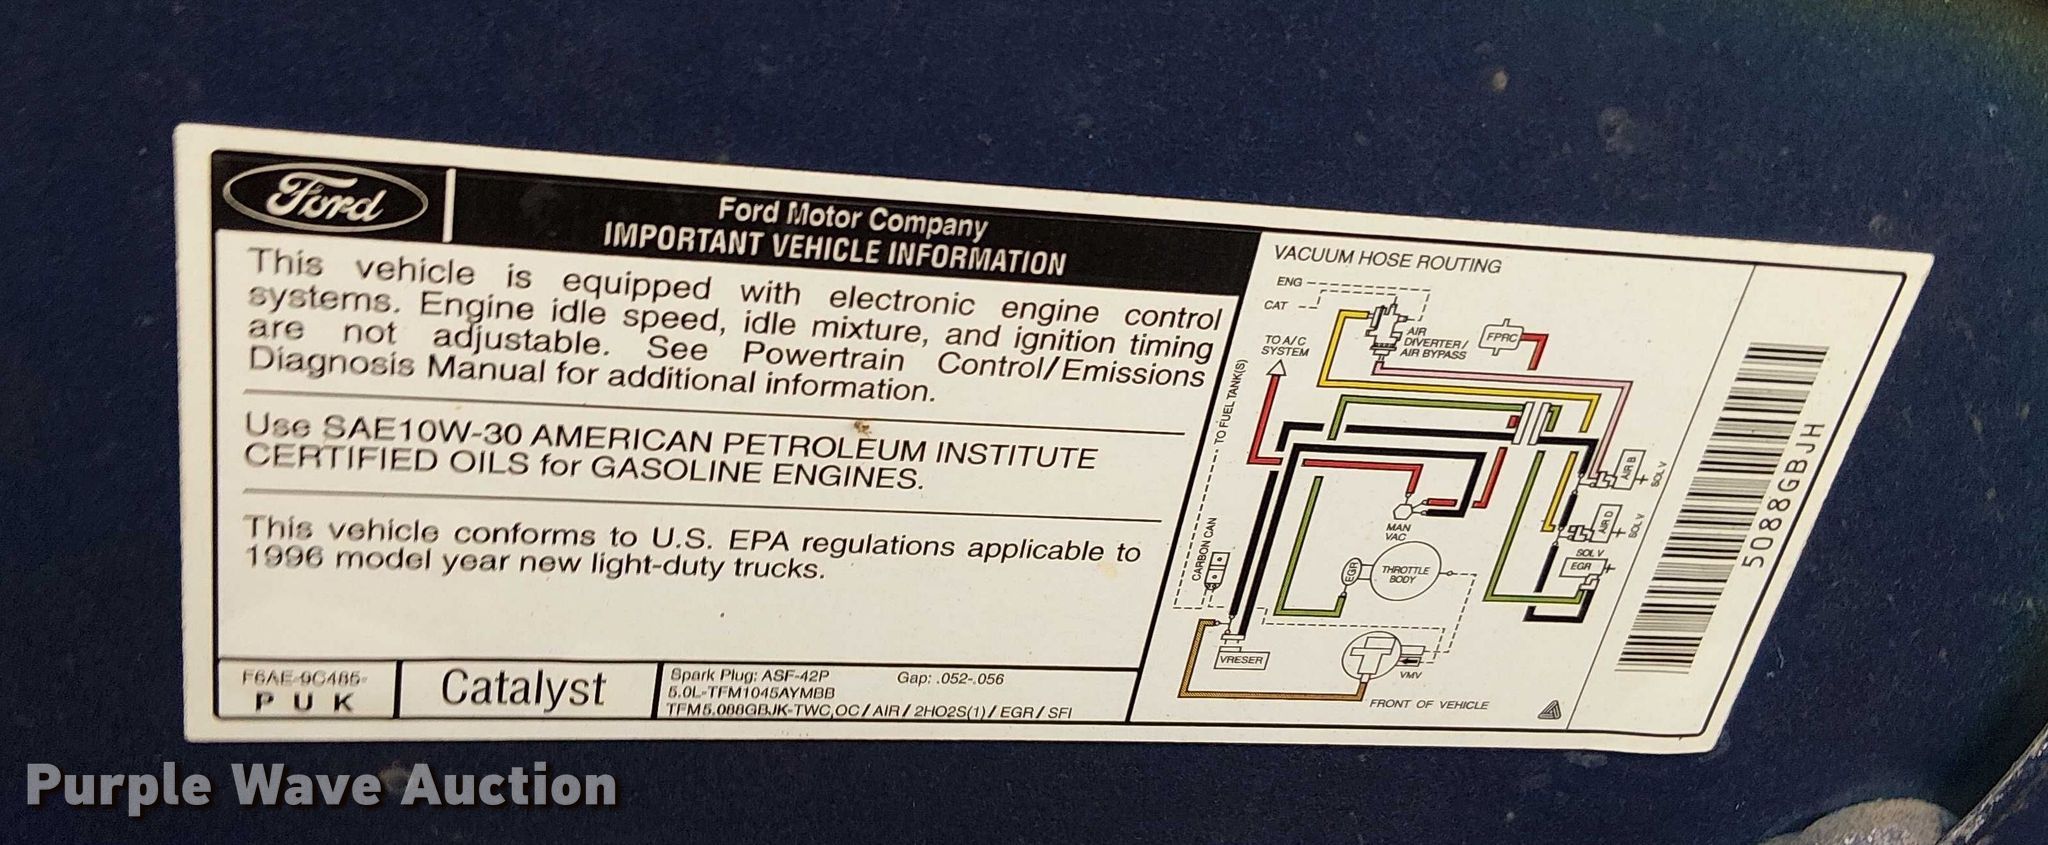 Ford
Ford Motor Company
IMPORTANT VEHICLE INFORMATION
This vehicle is equipped with electronic engine control
systems. Engine idle speed, idle mixture, and ignition timing
are not adjustable. See Powertrain Control/Emissions
Diagnosis Manual for additional information.
Use SAE10W-30 AMERICAN PETROLEUM INSTITUTE
CERTIFIED OILS for GASOLINE ENGINES.
This vehicle conforms to U.S. EPA regulations applicable to
1996 model year new light-duty trucks.
F6AE-9C485-
P U K
Catalyst
Spark Plug: ASF-42P Gap: .052-.056
5.0L-TFM1045AYMBB
TFM5.088GBJK-TWC,OC/AIR/2HO2S(1)/EGR/SFI
VACUUM HOSE ROUTING
ENG
CAT
TO A/C
SYSTEM
AIR
DIVERTER/
AIR BYPASS
FPRC
TO FUEL TANK(S)
CARBON CAN
MAN
VAC
AIR B
SOL V
AIR D
SOL V
SOL V
EGR
EGR
THROTTLE
BODY
VRESER
VMV
FRONT OF VEHICLE
5088GBJH
Purple Wave Auction